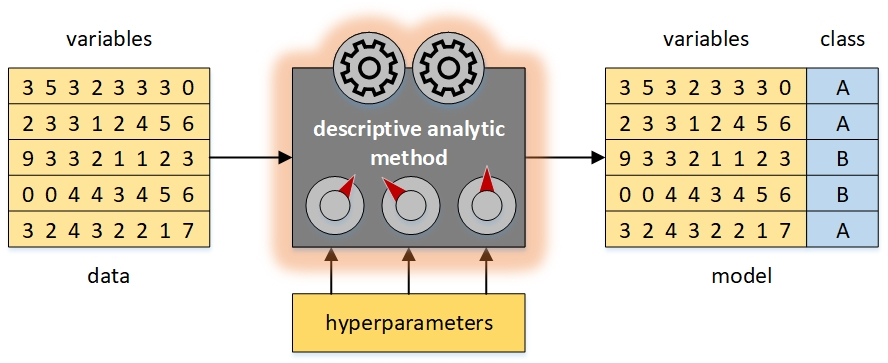 variables
3 5 3 2 3 3 3 0
2 3 3 1 2 4 5 6
9 3 3 2 1 1 2 3
0 0 4 4 3 4 5 6
3 2 4 3 2 2 1 7
data
descriptive analytic
method
hyperparameters
variables class
3 5 3 2 3 3 3 0 A
2 3 3 1 2 4 5 6 A
9 3 3 2 1 1 2 3 B
0 0 4 4 3 4 5 6 B
3 2 4 3 2 2 1 7 A
model